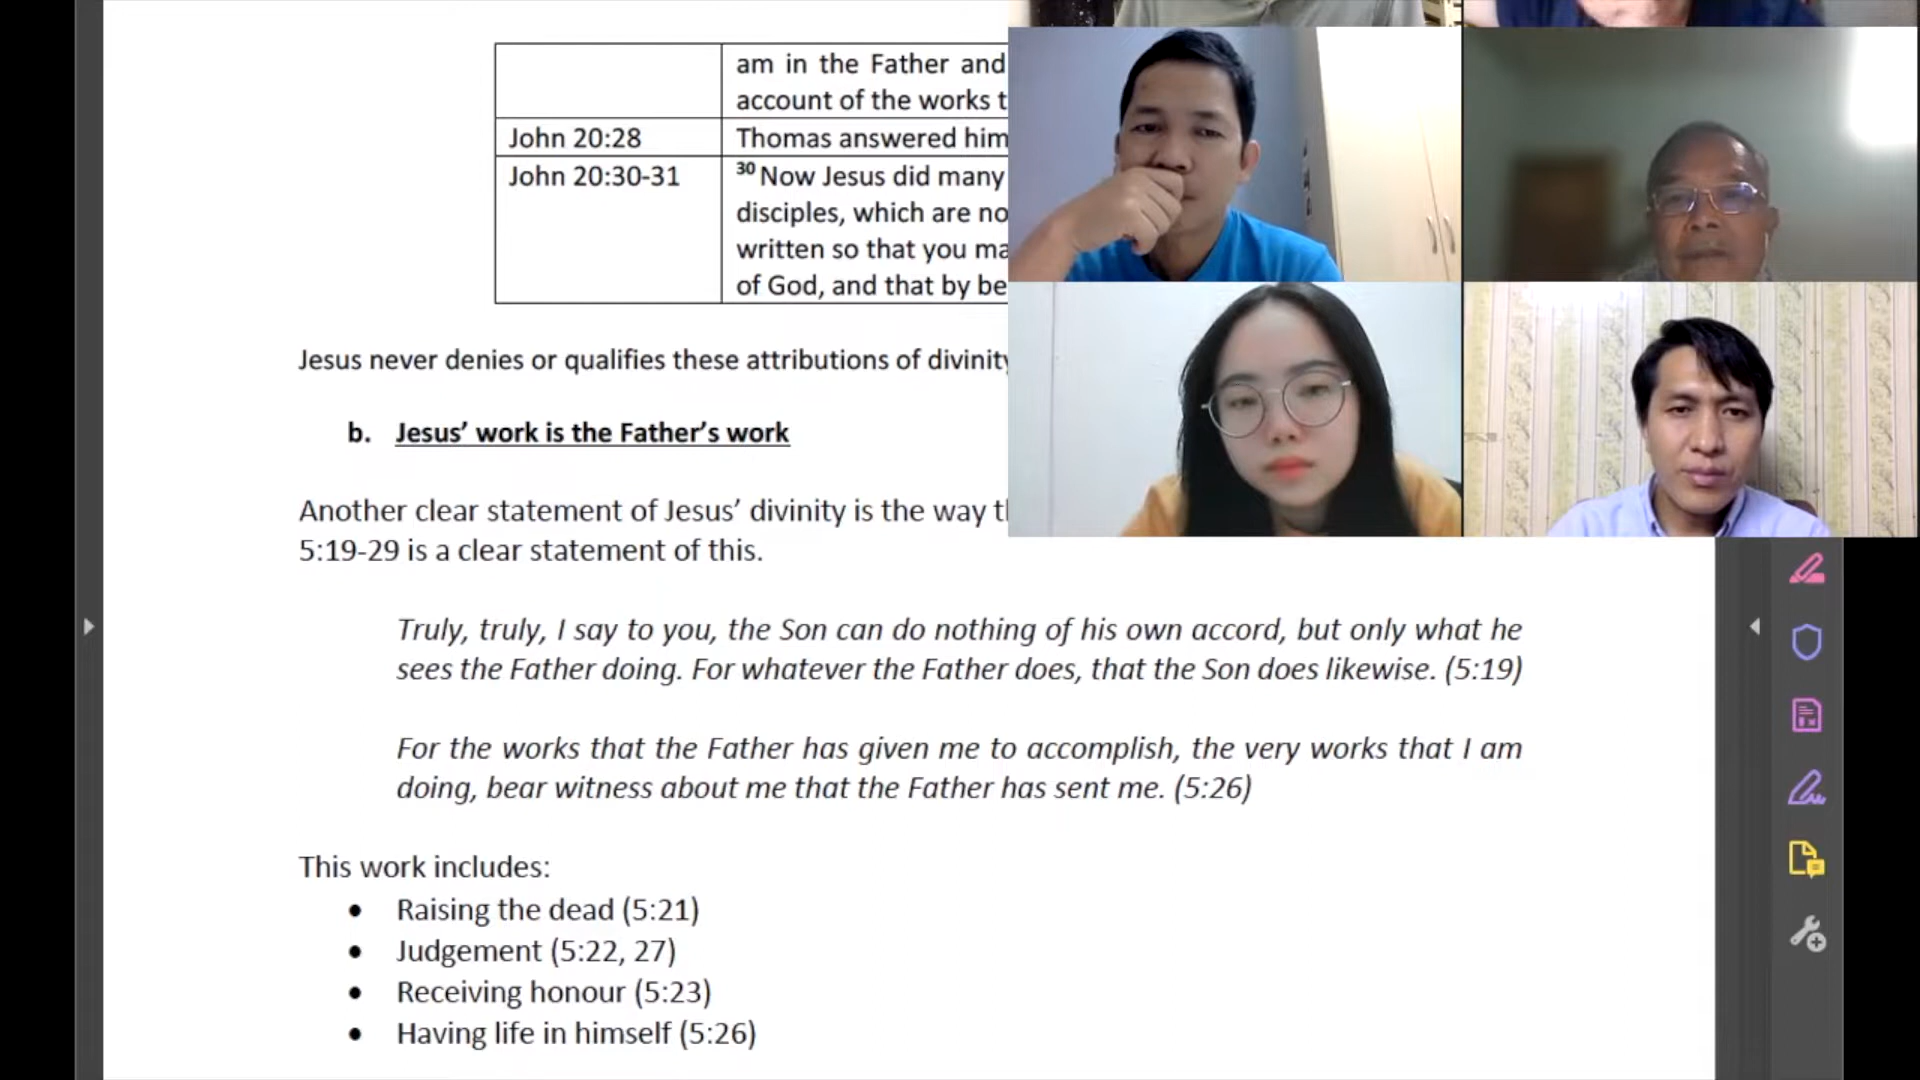 am in the Father and
account of the works t
John 20:28 Thomas answered him
John 20:30-31 30 Now Jesus did many
disciples, which are no
written so that you ma
of God, and that by be
Jesus never denies or qualifies these attributions of divinity
b. Jesus’ work is the Father’s work
Another clear statement of Jesus’ divinity is the way th
5:19-29 is a clear statement of this.
Truly, truly, I say to you, the Son can do nothing of his own accord, but only what he
sees the Father doing. For whatever the Father does, that the Son does likewise. (5:19)
For the works that the Father has given me to accomplish, the very works that I am
doing, bear witness about me that the Father has sent me. (5:26)
This work includes:
• Raising the dead (5:21)
• Judgement (5:22, 27)
• Receiving honour (5:23)
• Having life in himself (5:26)